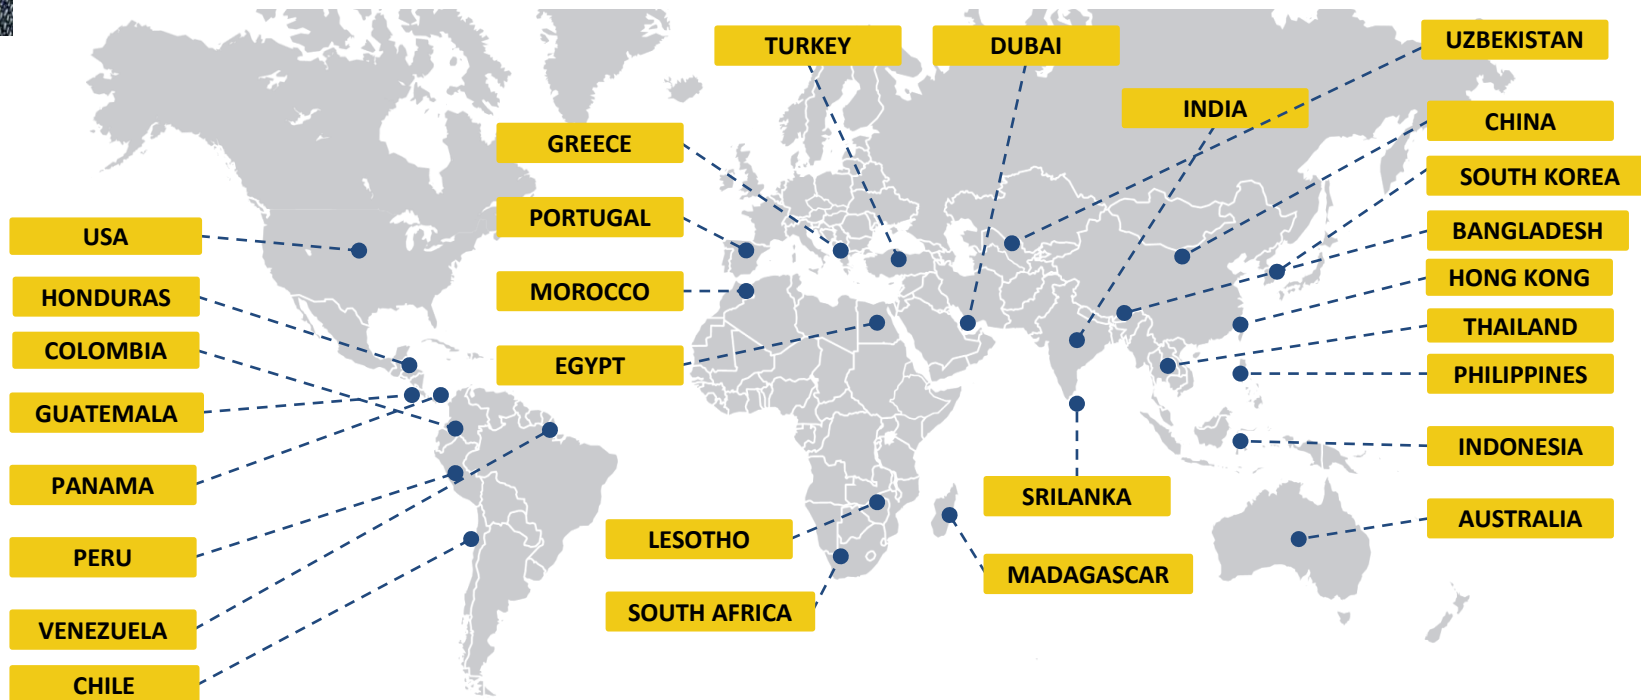 TURKEY
DUBAI
UZBEKISTAN
INDIA
CHINA
GREECE
SOUTH KOREA
PORTUGAL
USA
BANGLADESH
MOROCCO
HONDURAS
HONG KONG
THAILAND
COLOMBIA
EGYPT
PHILIPPINES
GUATEMALA
INDONESIA
PANAMA
SRILANKA
AUSTRALIA
LESOTHO
PERU
MADAGASCAR
SOUTH AFRICA
VENEZUELA
CHILE